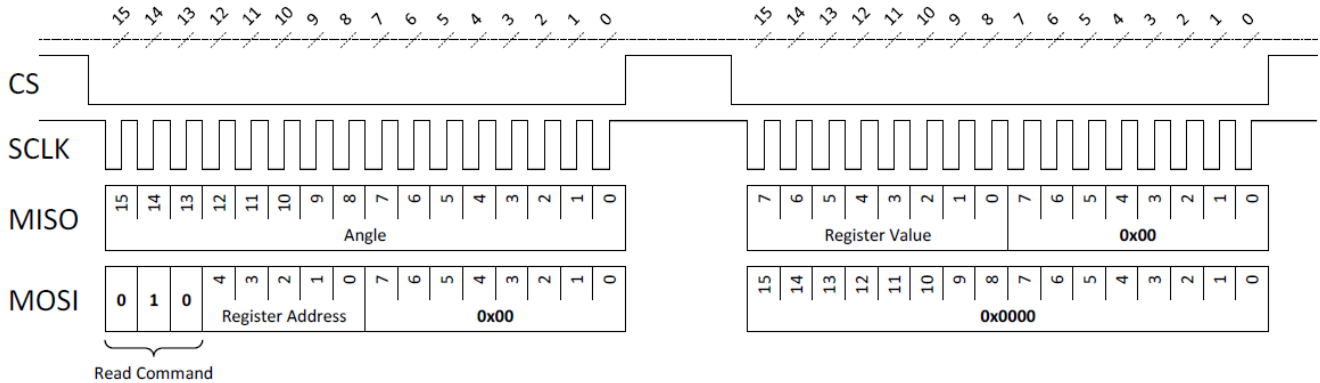 15 14 13 12 11 10 9 8 7 6 5 4 3 2 1 0 15 14 13 12 11 10 9 8 7 6 5 4 3 2 1 0
CS
SCLK
MISO
15 14 13 12 11 10 9 8 7 6 5 4 3 2 1 0 7 6 5 4 3 2 1 0 7 6 5 4 3 2 1 0
Angle Register Value 0x00
MOSI
0 1 0 4 3 2 1 0 7 6 5 4 3 2 1 0 15 14 13 12 11 10 9 8 7 6 5 4 3 2 1 0
Register Address 0x00 0x0000
Read Command